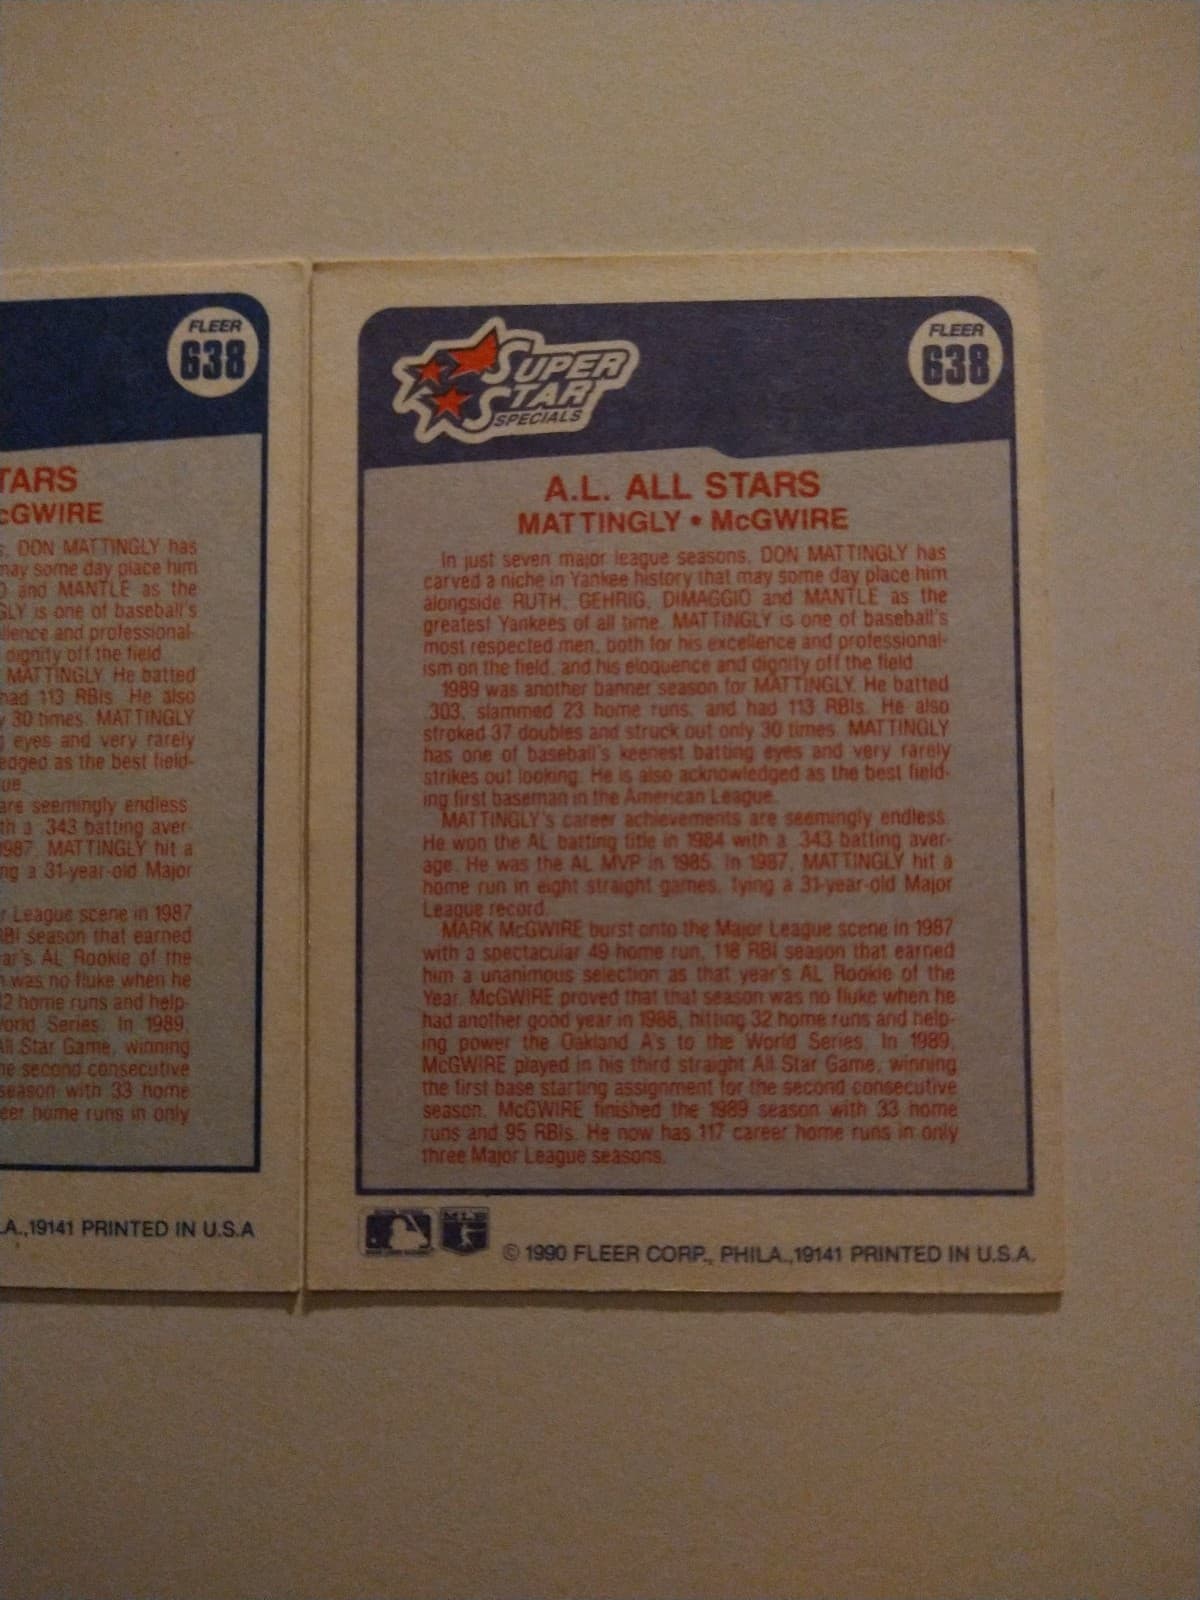 FLEER
638
TARS
McGWIRE
DON MATTINGLY has
may some day place him
and MANTLE as the
GLY is one of baseball's
llence and professional-
dignity off the field
MATTINGLY. He batted
had 113 RBIs. He also
y 30 times. MATTINGLY
g eyes and very rarely
edged as the best field-
ue.
are seemingly endless.
th a .343 batting aver-
1987, MATTINGLY hit a
ng a 31-year-old Major
r League scene in 1987
RBI season that earned
ar's AL Rookie of the
n was no fluke when he
32 home runs and help-
World Series. In 1989,
All Star Game, winning
he second consecutive
season with 33 home
eer home runs in only
LA.,19141 PRINTED IN U.S.A
SUPER
STAR
SPECIALS
FLEER
638
A.L. ALL STARS
MATTINGLY • McGWIRE
In just seven major league seasons, DON MATTINGLY has
carved a niche in Yankee history that may some day place him
alongside RUTH, GEHRIG, DIMAGGIO and MANTLE as the
greatest Yankees of all time. MATTINGLY is one of baseball's
most respected men, both for his excellence and professional-
ism on the field, and his eloquence and dignity off the field.
1989 was another banner season for MATTINGLY. He batted
.303, slammed 23 home runs, and had 113 RBIs. He also
stroked 37 doubles and struck out only 30 times. MATTINGLY
has one of baseball's keenest batting eyes and very rarely
strikes out looking. He is also acknowledged as the best field-
ing first baseman in the American League.
MATTINGLY's career achievements are seemingly endless.
He won the AL batting title in 1984 with a .343 batting aver-
age. He was the AL MVP in 1985. In 1987, MATTINGLY hit a
home run in eight straight games, tying a 31-year-old Major
League record.
MARK McGWIRE burst onto the Major League scene in 1987
with a spectacular 49 home run, 118 RBI season that earned
him a unanimous selection as that year's AL Rookie of the
Year. McGWIRE proved that that season was no fluke when he
had another good year in 1988, hitting 32 home runs and help-
ing power the Oakland A's to the World Series. In 1989,
McGWIRE played in his third straight All Star Game, winning
the first base starting assignment for the second consecutive
season. McGWIRE finished the 1989 season with 33 home
runs and 95 RBIs. He now has 117 career home runs in only
three Major League seasons.
MLB
© 1990 FLEER CORP., PHILA.,19141 PRINTED IN U.S.A.